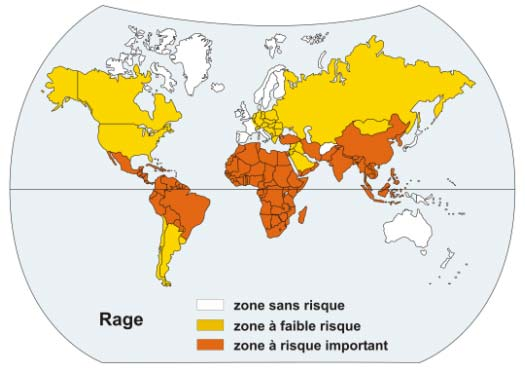 Rage
zone sans risque
zone à faible risque
zone à risque important